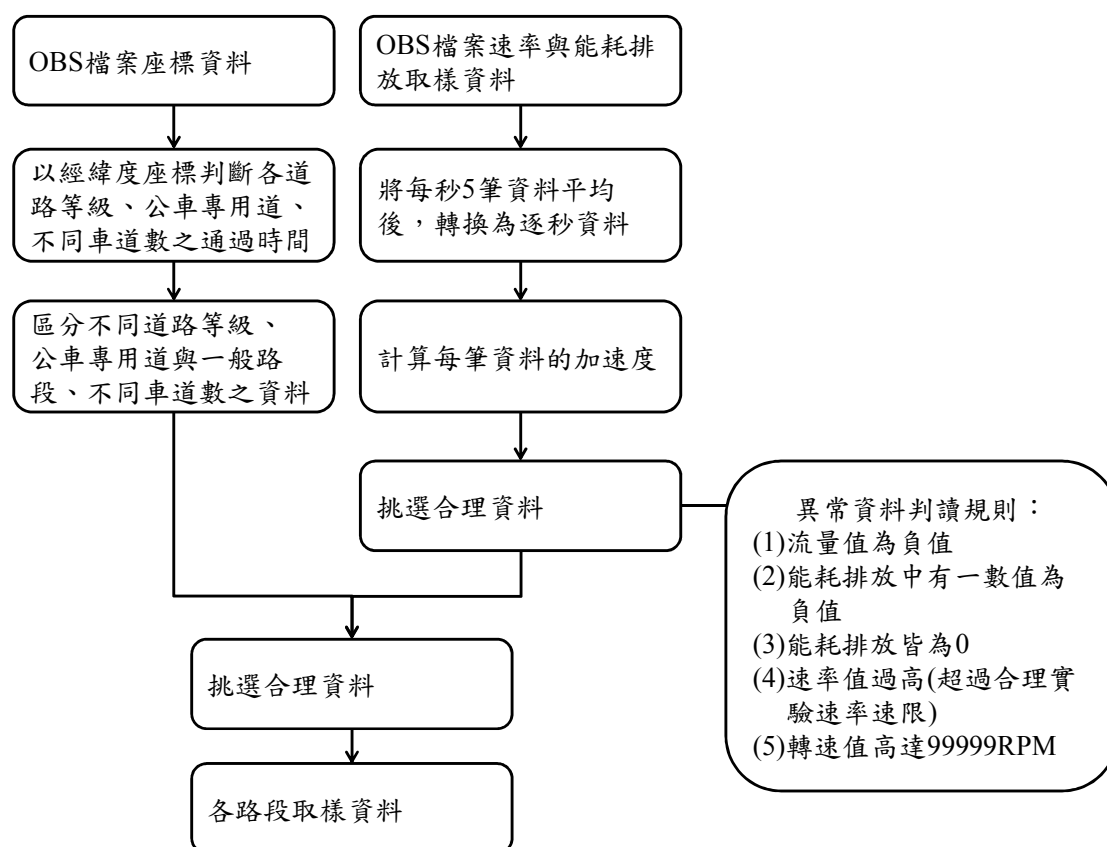 OBS檔案座標資料
OBS檔案速率與能耗排
放取樣資料
以經緯度座標判斷各道
路等級、公車專用道、
不同車道數之通過時間
將每秒5筆資料平均
後，轉換為逐秒資料
區分不同道路等級、
公車專用道與一般路
段、不同車道數之資料
計算每筆資料的加速度
挑選合理資料
異常資料判讀規則：
(1)流量值為負值
(2)能耗排放中有一數值為
負值
(3)能耗排放皆為0
(4)速率值過高(超過合理實
驗速率速限)
(5)轉速值高達99999RPM
挑選合理資料
各路段取樣資料